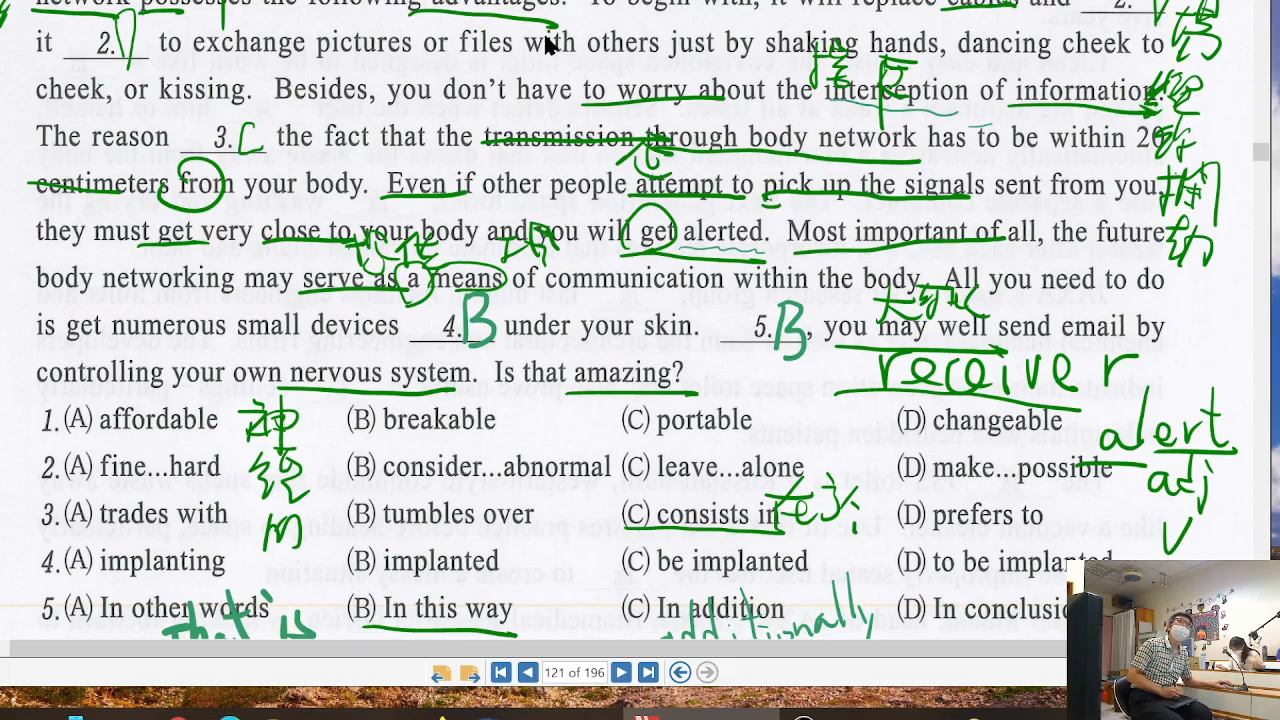 network possesses the following advantages. To begin with, it will replace cables and 2.
it 2. D to exchange pictures or files with others just by shaking hands, dancing cheek to
cheek, or kissing. Besides, you don't have to worry about the interception of information.
The reason 3. C the fact that the transmission through body network has to be within 20
centimeters from your body. Even if other people attempt to pick up the signals sent from you,
they must get very close to your body and you will get alerted. Most important of all, the future
body networking may serve as a means of communication within the body. All you need to do
is get numerous small devices 4. B under your skin. 5. B, you may well send email by
controlling your own nervous system. Is that amazing?
receiver
alert
adj
V
1. (A) affordable (B) breakable (C) portable (D) changeable
2. (A) fine...hard (B) consider...abnormal (C) leave...alone (D) make...possible
3. (A) trades with (B) tumbles over (C) consists in 在於 (D) prefers to
4. (A) implanting (B) implanted (C) be implanted (D) to be implanted
5. (A) In other words (B) In this way (C) In addition (D) In conclusio
that is additionally
神
經
121 of 196